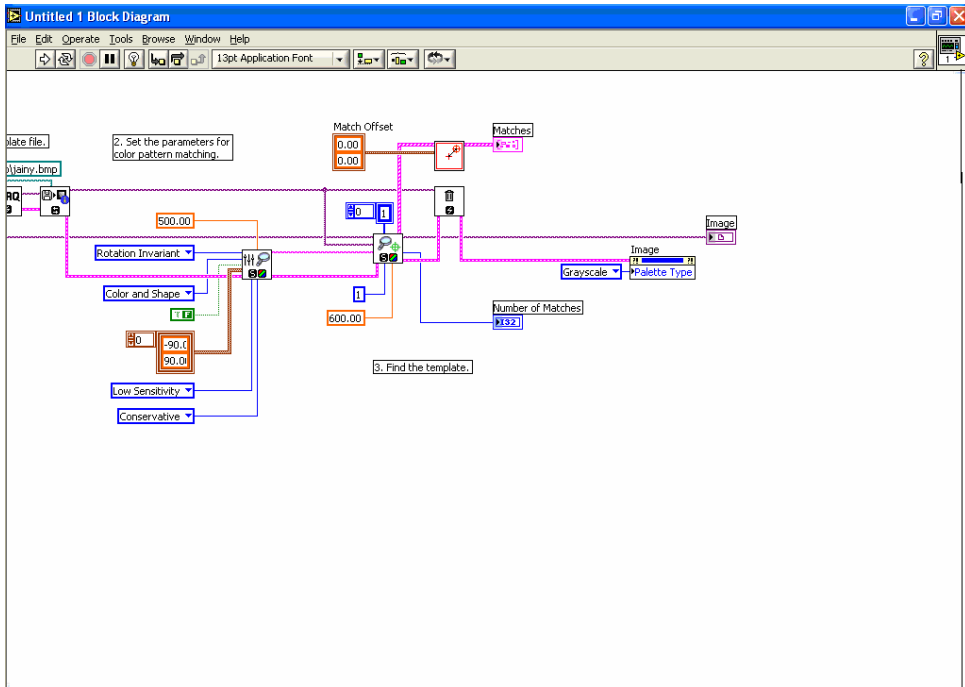 Untitled 1 Block Diagram
File Edit Operate Tools Browse Window Help
13pt Application Font
?
1
plate file.
2. Set the parameters for
color pattern matching.
Match Offset
0.00
0.00
Matches
p\jainy.bmp
RQ
500.00
0
1
Image
Rotation Invariant
Image
Grayscale
Palette Type
Color and Shape
1
T F
600.00
Number of Matches
I32
0
-90.0
90.00
3. Find the template.
Low Sensitivity
Conservative